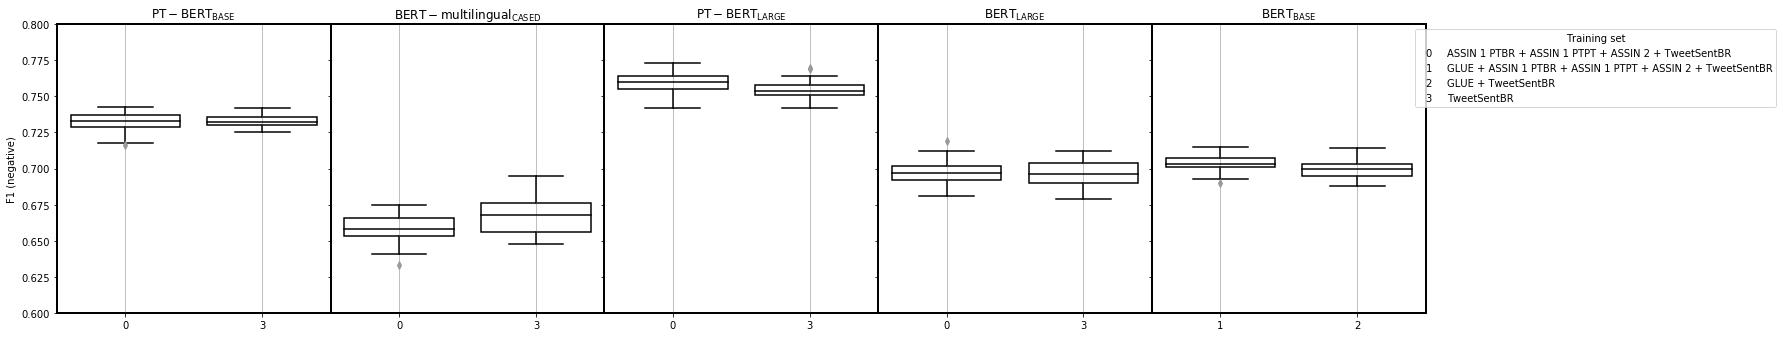 PT − BERT_BASE
BERT − multilingual_CASED
PT − BERT_LARGE
BERT_LARGE
BERT_BASE
F1 (negative)
0.800
0.775
0.750
0.725
0.700
0.675
0.650
0.625
0.600
0 3
0 3
0 3
0 3
1 2
Training set
0 ASSIN 1 PTBR + ASSIN 1 PTPT + ASSIN 2 + TweetSentBR
1 GLUE + ASSIN 1 PTBR + ASSIN 1 PTPT + ASSIN 2 + TweetSentBR
2 GLUE + TweetSentBR
3 TweetSentBR